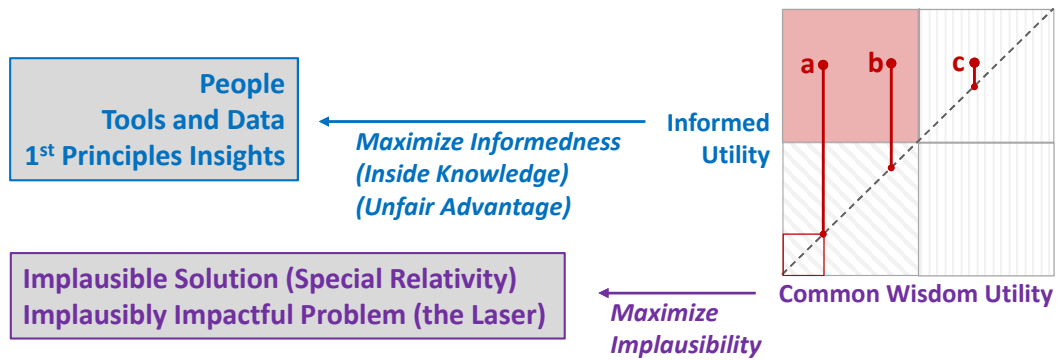 People
Tools and Data
1st Principles Insights
Maximize Informedness
(Inside Knowledge)
(Unfair Advantage)
Informed
Utility
a
b
c
Implausible Solution (Special Relativity)
Implausibly Impactful Problem (the Laser)
Maximize
Implausibility
Common Wisdom Utility